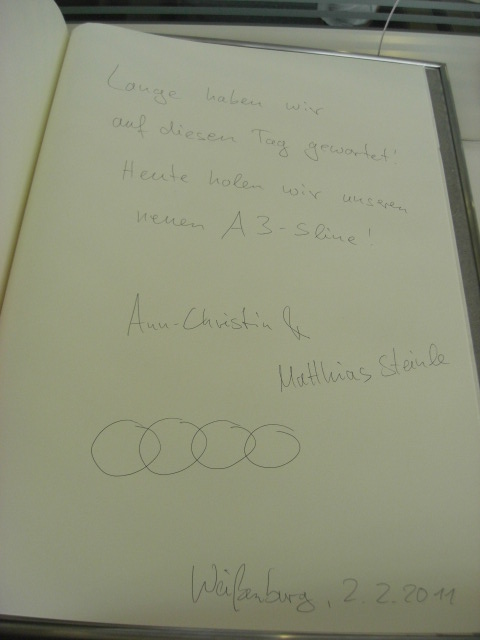 Lange haben wir
auf diesen Tag gewartet!
Heute holen wir unseren
neuen A3-Sline!
Ann-Christin &
Matthias Steinle
Weißenburg, 2.2.2011